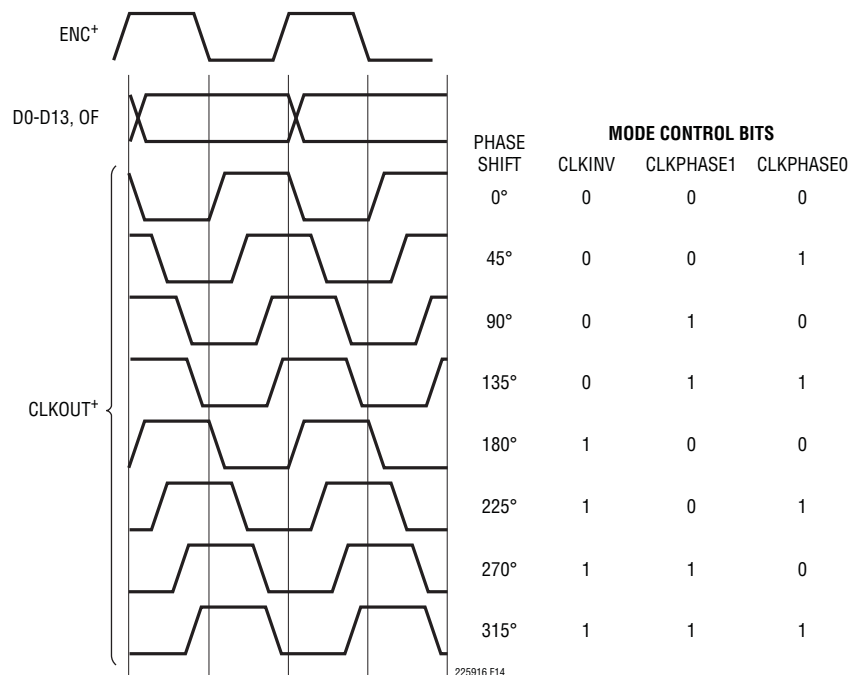 ENC+
D0-D13, OF
CLKOUT+
MODE CONTROL BITS
PHASE SHIFT CLKINV CLKPHASE1 CLKPHASE0
0° 0 0 0
45° 0 0 1
90° 0 1 0
135° 0 1 1
180° 1 0 0
225° 1 0 1
270° 1 1 0
315° 1 1 1
225916 F14